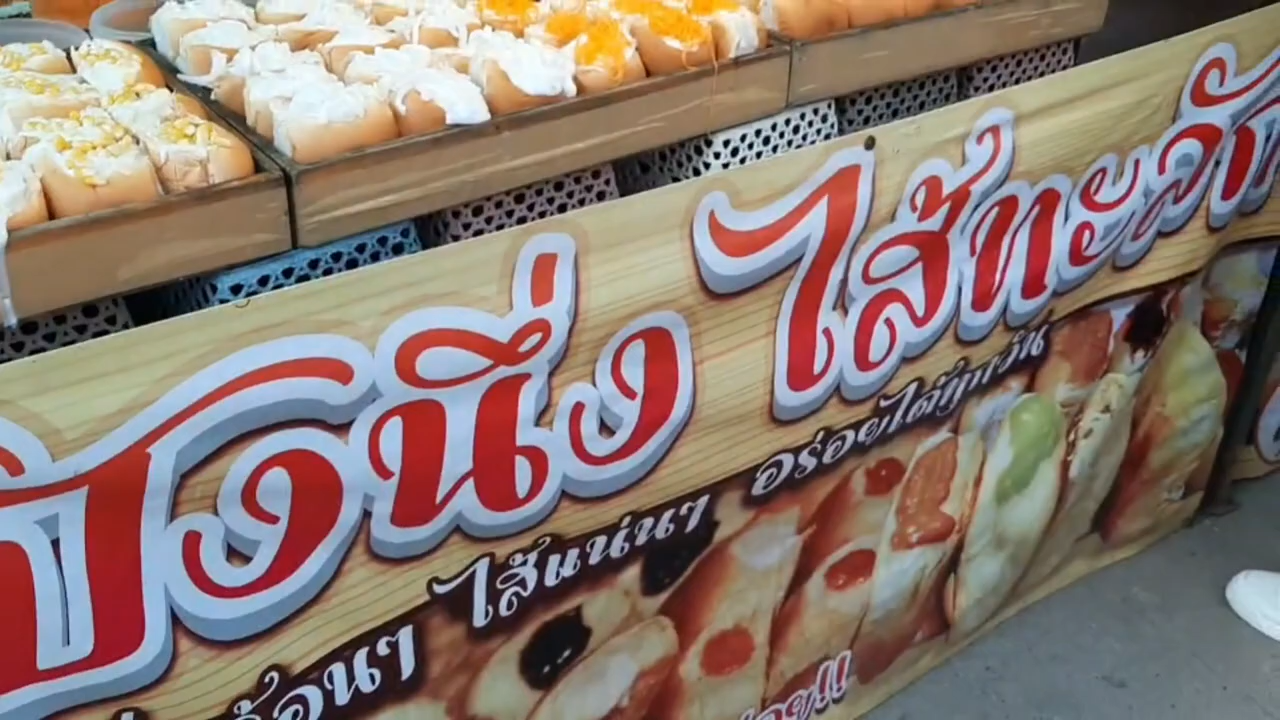 ปังนึ่ง ไส้ทะลัก
ร้อนๆ ไส้แน่นๆ อร่อยได้ทุกวัน